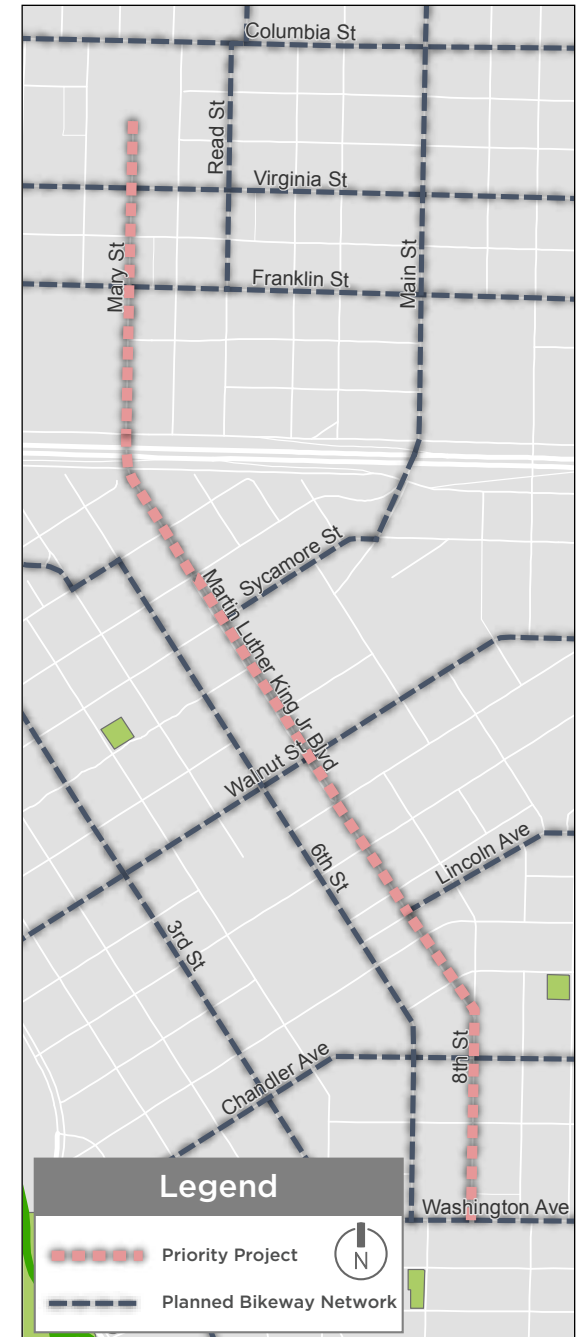 Columbia St
Read St
Virginia St
Mary St
Franklin St
Main St
Sycamore St
Martin Luther King Jr Blvd
Walnut St
6th St
Lincoln Ave
3rd St
8th St
Chandler Ave
Washington Ave
Legend
Priority Project
N
Planned Bikeway Network